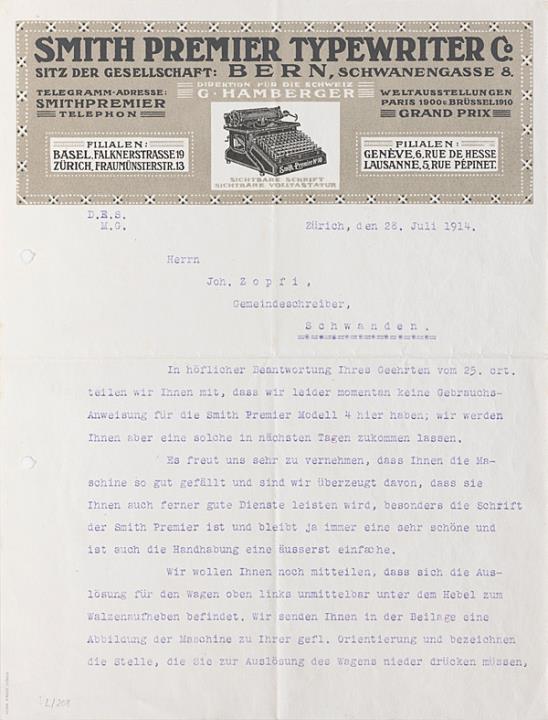 SMITH PREMIER TYPEWRITER Co.
SITZ DER GESELLSCHAFT: BERN, SCHWANENGASSE 8.
DIREKTION FÜR DIE SCHWEIZ
G. HAMBERGER
TELEGRAMM-ADRESSE:
SMITHPREMIER
TELEPHON
WELTAUSSTELLUNGEN
PARIS 1900 & BRÜSSEL 1910
GRAND PRIX
FILIALEN:
BASEL, FALKNERSTRASSE 19
ZÜRICH, FRAUMÜNSTERSTR. 13
Smith Premier No 10
SICHTBARE SCHRIFT
SICHTBARE VOLLTASTATUR
FILIALEN:
GENÈVE, 6, RUE DE HESSE
LAUSANNE, 5, RUE PÉPINET.
D.E.S.
M.G.
Zürich, den 28. Juli 1914.
Herrn
Joh. Z o p f i ,
Gemeindeschreiber,
S c h w a n d e n .
In höflicher Beantwortung Ihres Geehrten vom 25. ort.
teilen wir Ihnen mit, dass wir leider momentan keine Gebrauchs-
Anweisung für die Smith Premier Modell 4 hier haben; wir werden
Ihnen aber eine solche in nächsten Tagen zukommen lassen.
Es freut uns sehr zu vernehmen, dass Ihnen die Ma-
schine so gut gefällt und sind wir überzeugt davon, dass sie
Ihnen auch ferner gute Dienste leisten wird, besonders die Schrift
der Smith Premier ist und bleibt ja immer eine sehr schöne und
ist auch die Handhabung eine äusserst einfache.
Wir wollen Ihnen noch mitteilen, dass sich die Aus-
lösung für den Wagen oben links unmittelbar unter dem Hebel zum
Walzenaufheben befindet. Wir senden Ihnen in der Beilage eine
Abbildung der Maschine zu Ihrer gefl. Orientierung und bezeichnen
die Stelle, die Sie zur Auslösung des Wagens nieder drücken müssen,
L/208